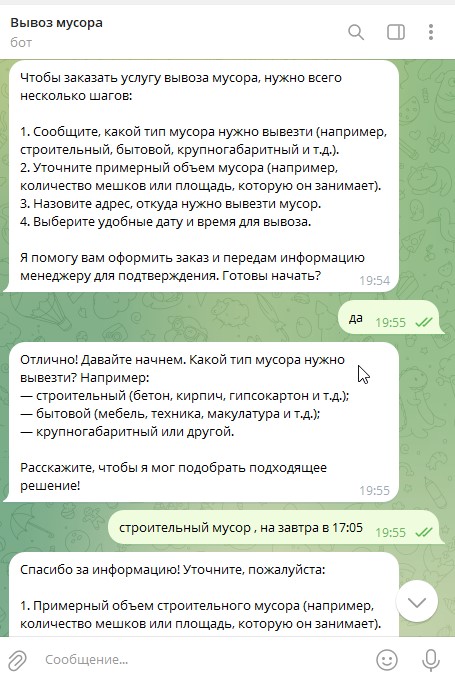 Вывоз мусора
бот
Чтобы заказать услугу вывоза мусора, нужно всего
несколько шагов:
1. Сообщите, какой тип мусора нужно вывезти (например,
строительный, бытовой, крупногабаритный и т.д.).
2. Уточните примерный объем мусора (например,
количество мешков или площадь, которую он занимает).
3. Назовите адрес, откуда нужно вывезти мусор.
4. Выберите удобные дату и время для вывоза.
Я помогу вам оформить заказ и передам информацию
менеджеру для подтверждения. Готовы начать?
19:54
да 19:55
Отлично! Давайте начнем. Какой тип мусора нужно
вывезти? Например:
— строительный (бетон, кирпич, гипсокартон и т.д.);
— бытовой (мебель, техника, макулатура и т.д.);
— крупногабаритный или другой.
Расскажите, чтобы я мог подобрать подходящее
решение!
19:55
строительный мусор , на завтра в 17:05 19:55
Спасибо за информацию! Уточните, пожалуйста:
1. Примерный объем строительного мусора (например,
количество мешков или площадь, которую он занимает).
Сообщение...